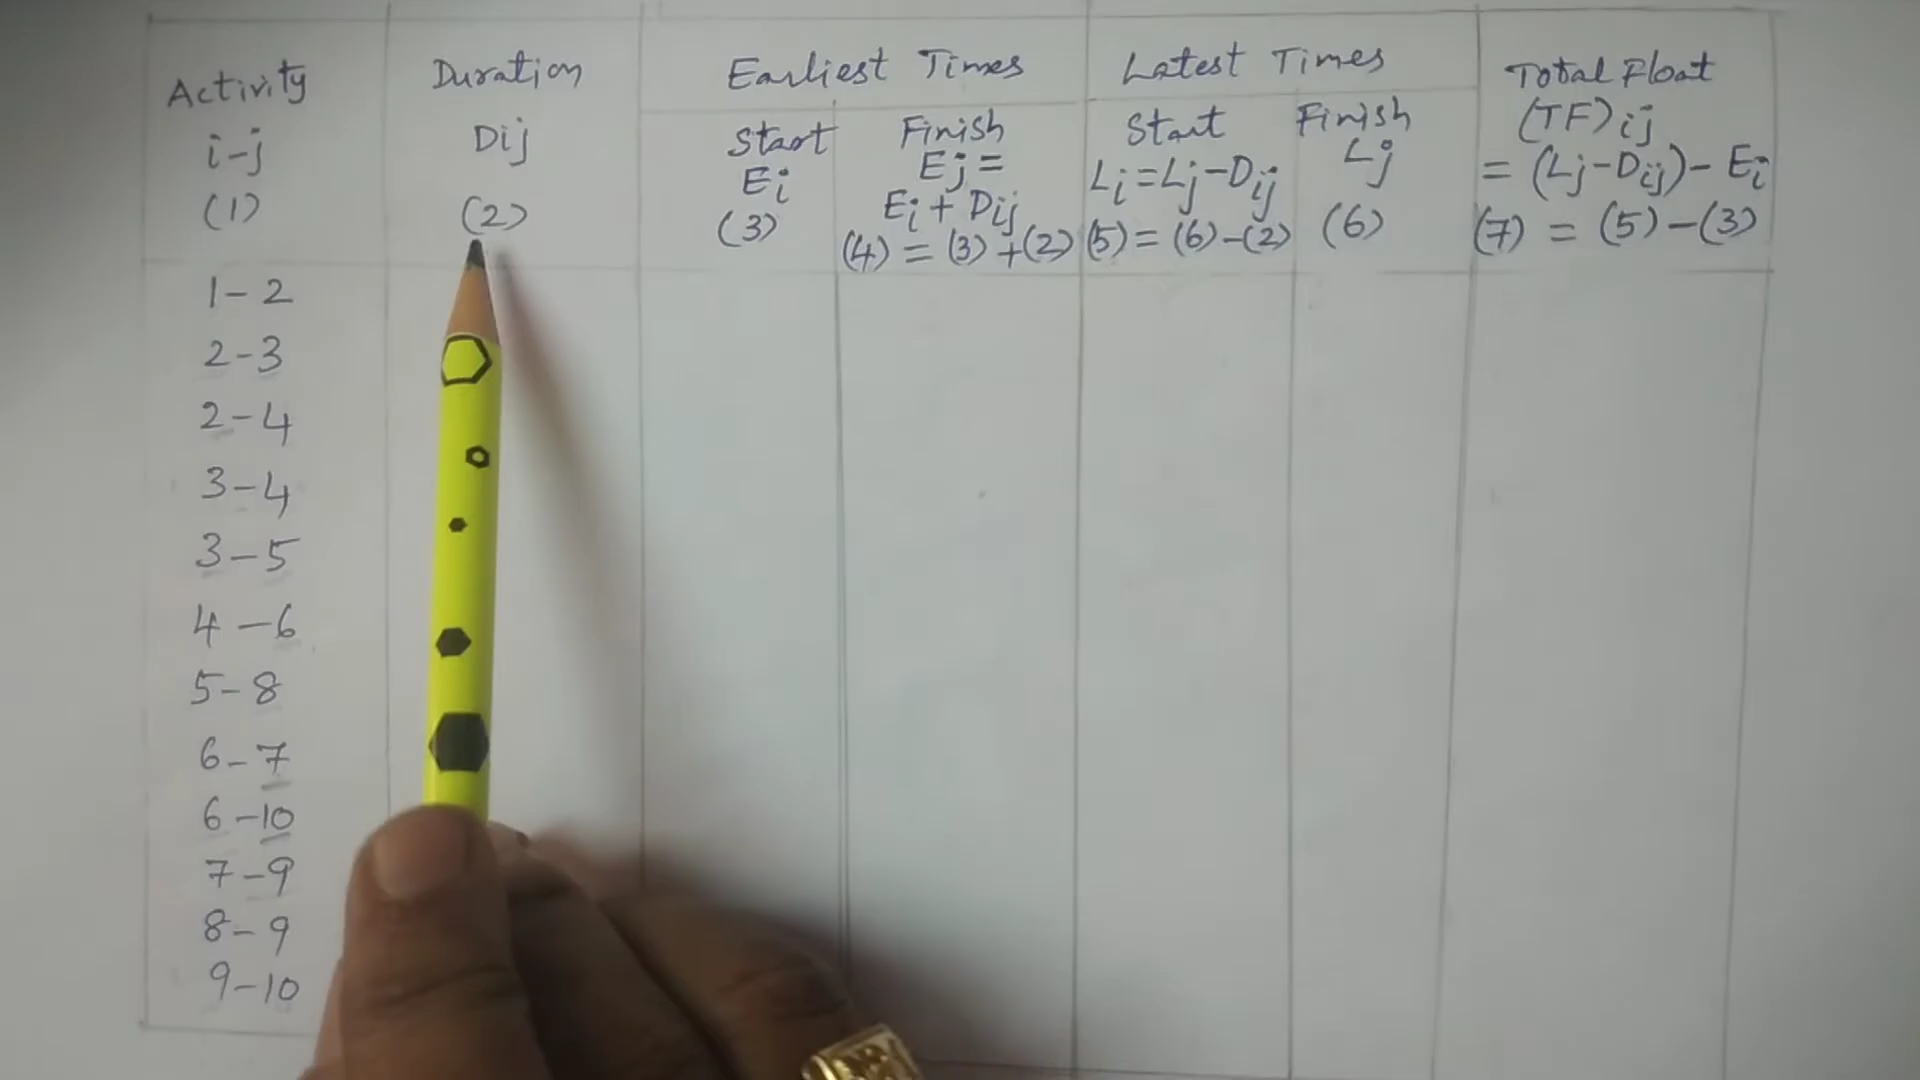 Activity
i-j
(1)
Duration
Dij
(2)
Earliest Times
Start
Ei
(3)
Finish
Ej =
Ei + Dij
(4) = (3) + (2)
Latest Times
Start
Li = Lj - Dij
(5) = (6) - (2)
Finish
Lj
(6)
Total Float
(TF)ij
= (Lj - Dij) - Ei
(7) = (5) - (3)
1-2
2-3
2-4
3-4
3-5
4-6
5-8
6-7
6-10
7-9
8-9
9-10